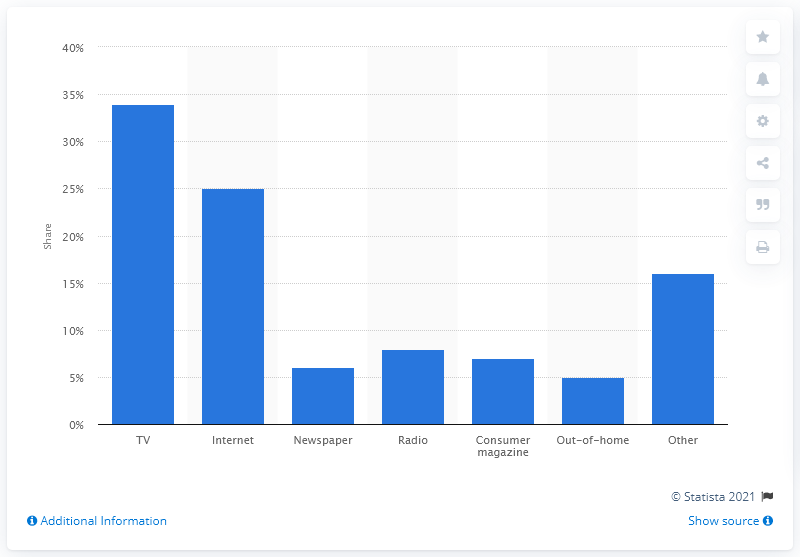 40%
35%
30%
25%
20%
15%
10%
5%
0%
Share
TV
Internet
Newspaper
Radio
Consumer
magazine
Out-of-home
Other
© Statista 2021
Additional Information
Show source